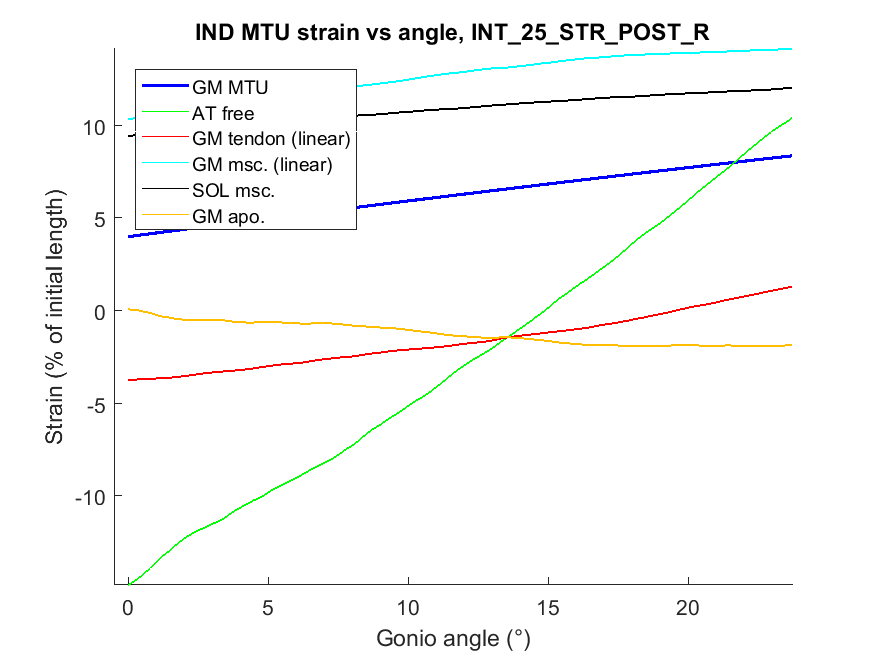 IND MTU strain vs angle, INT_25_STR_POST_R
GM MTU
AT free
GM tendon (linear)
GM msc. (linear)
SOL msc.
GM apo.
10
5
0
-5
-10
Strain (% of initial length)
0 5 10 15 20
Gonio angle (°)